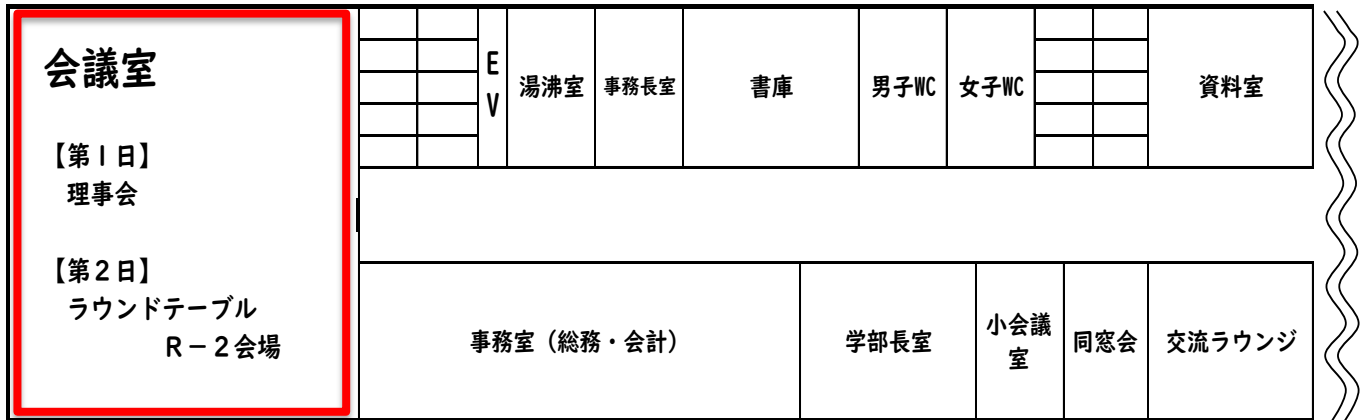 会議室
【第1日】
理事会
【第2日】
ラウンドテーブル
R－2会場
EV
湯沸室
事務長室
書庫
男子WC
女子WC
資料室
事務室（総務・会計）
学部長室
小会議
室
同窓会
交流ラウンジ